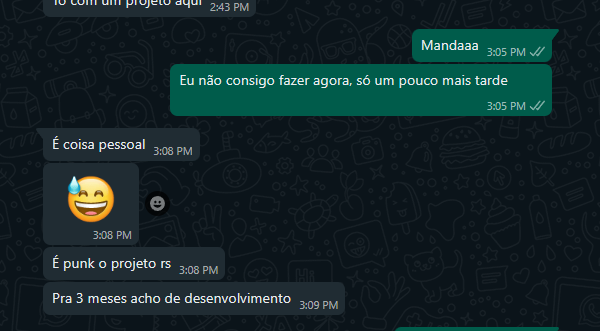 To com um projeto aqui 2:43 PM
Mandaaa 3:05 PM
Eu não consigo fazer agora, só um pouco mais tarde
3:05 PM
É coisa pessoal 3:08 PM
3:08 PM
É punk o projeto rs 3:08 PM
Pra 3 meses acho de desenvolvimento 3:09 PM